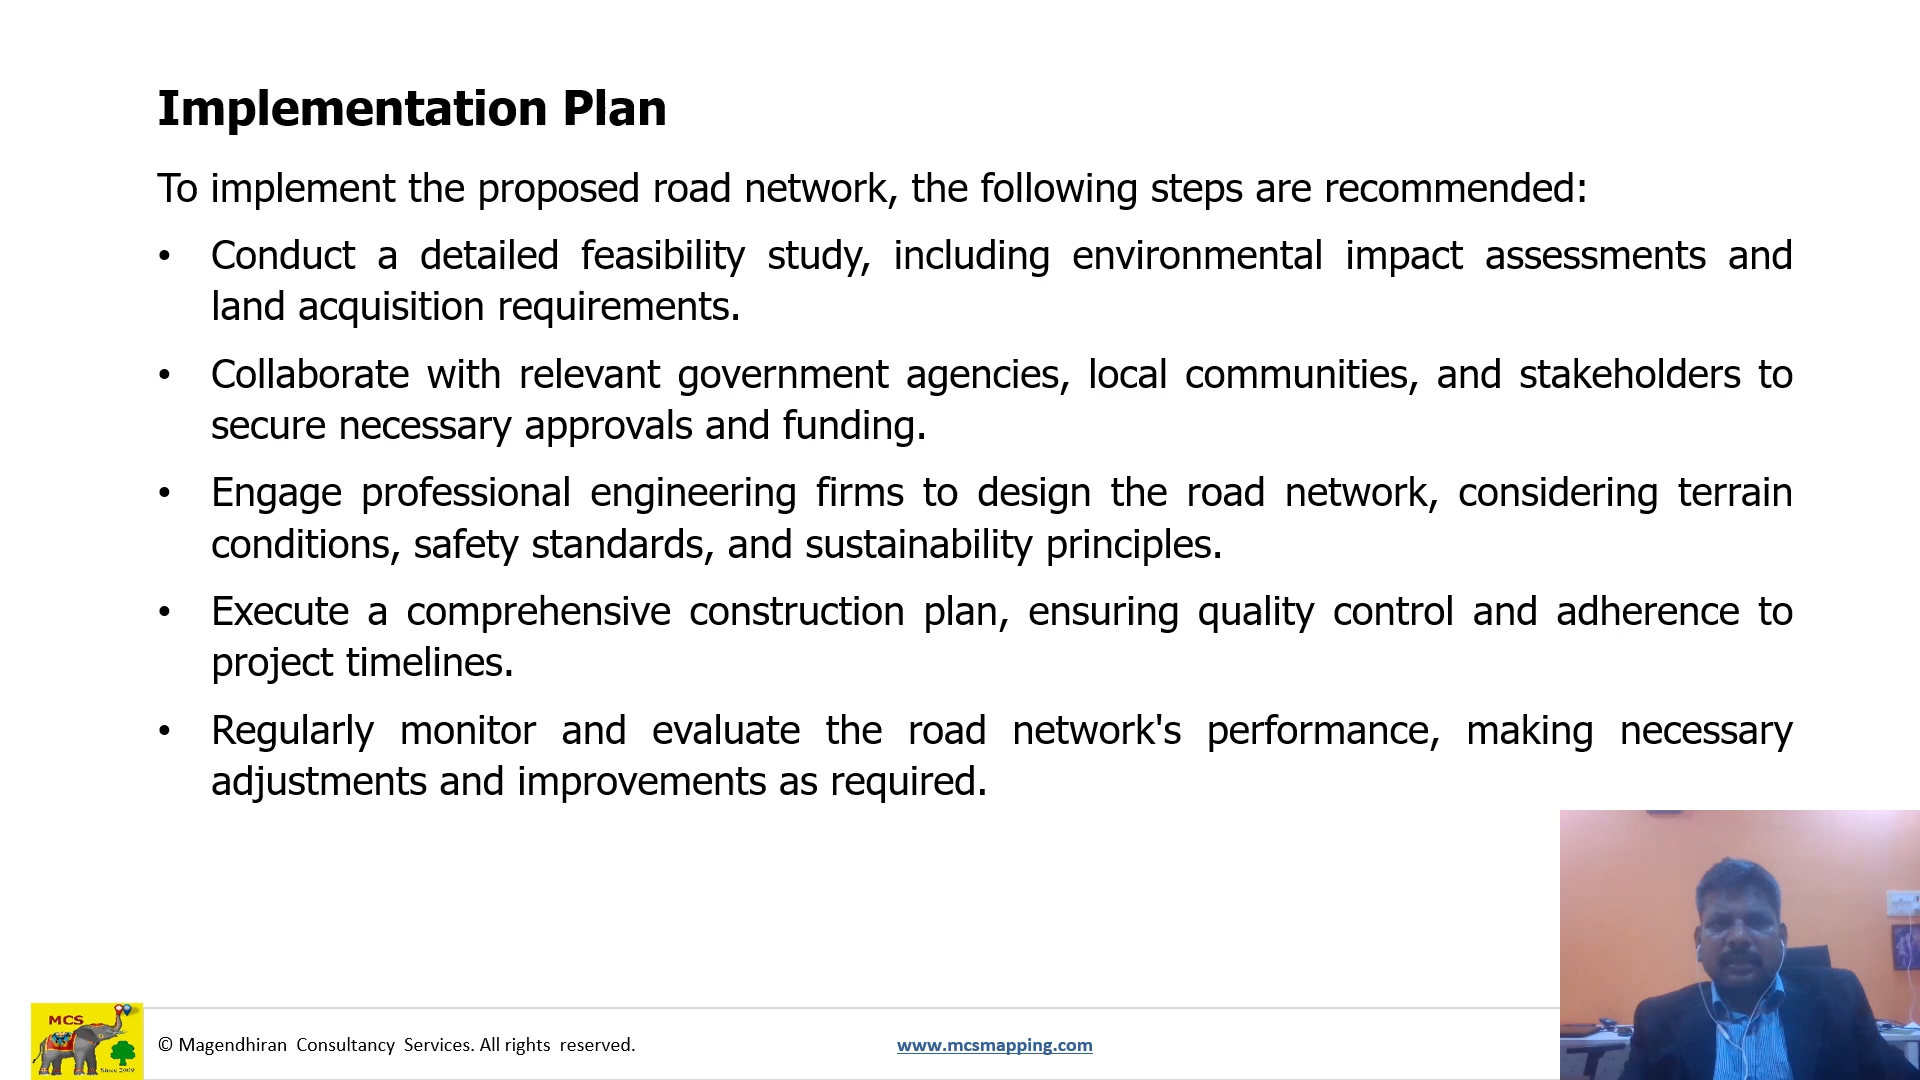 Implementation Plan
To implement the proposed road network, the following steps are recommended:
• Conduct a detailed feasibility study, including environmental impact assessments and
land acquisition requirements.
• Collaborate with relevant government agencies, local communities, and stakeholders to
secure necessary approvals and funding.
• Engage professional engineering firms to design the road network, considering terrain
conditions, safety standards, and sustainability principles.
• Execute a comprehensive construction plan, ensuring quality control and adherence to
project timelines.
• Regularly monitor and evaluate the road network's performance, making necessary
adjustments and improvements as required.
MCS
Since 2009
© Magendhiran Consultancy Services. All rights reserved.
www.mcsmapping.com